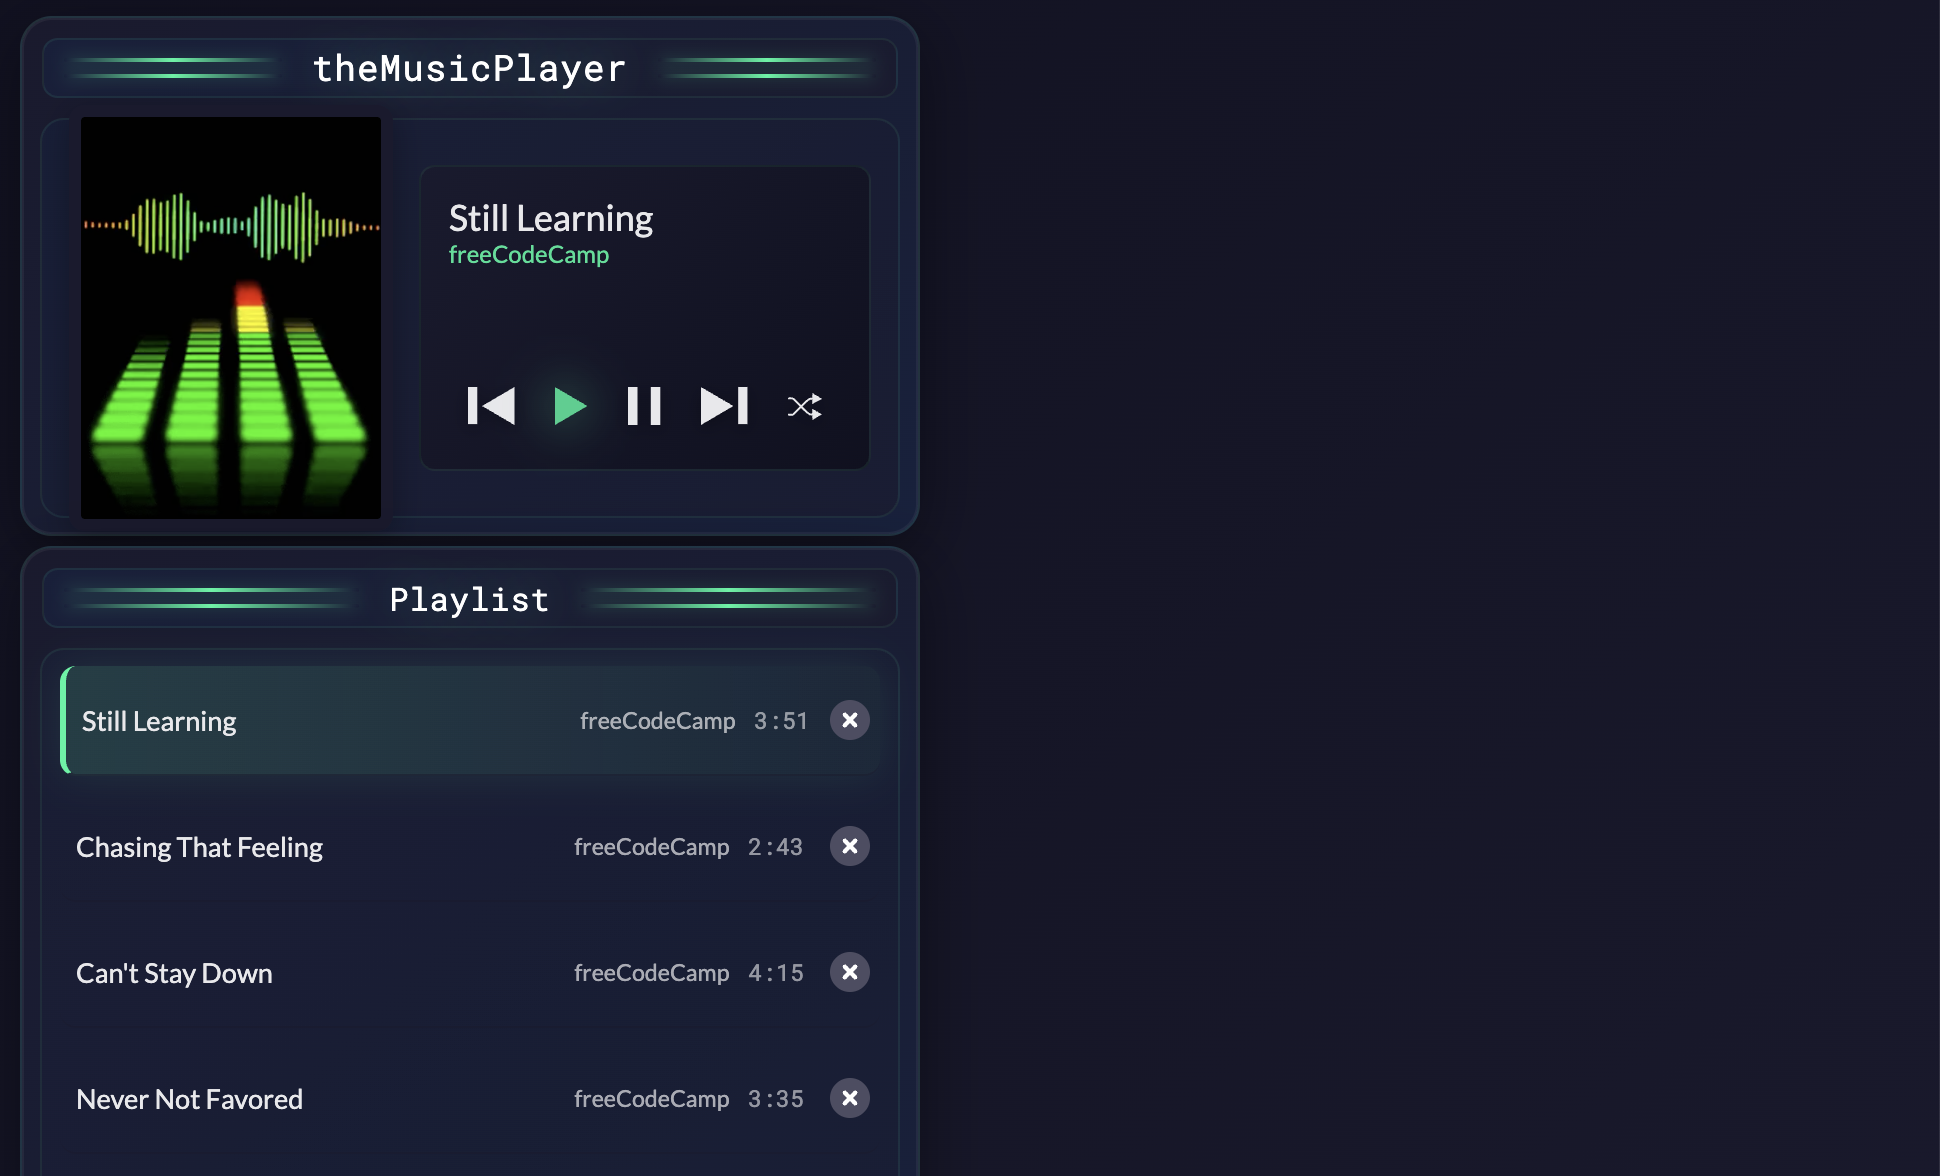 theMusicPlayer
Still Learning
freeCodeCamp
Playlist
Still Learning freeCodeCamp 3:51
Chasing That Feeling freeCodeCamp 2:43
Can't Stay Down freeCodeCamp 4:15
Never Not Favored freeCodeCamp 3:35